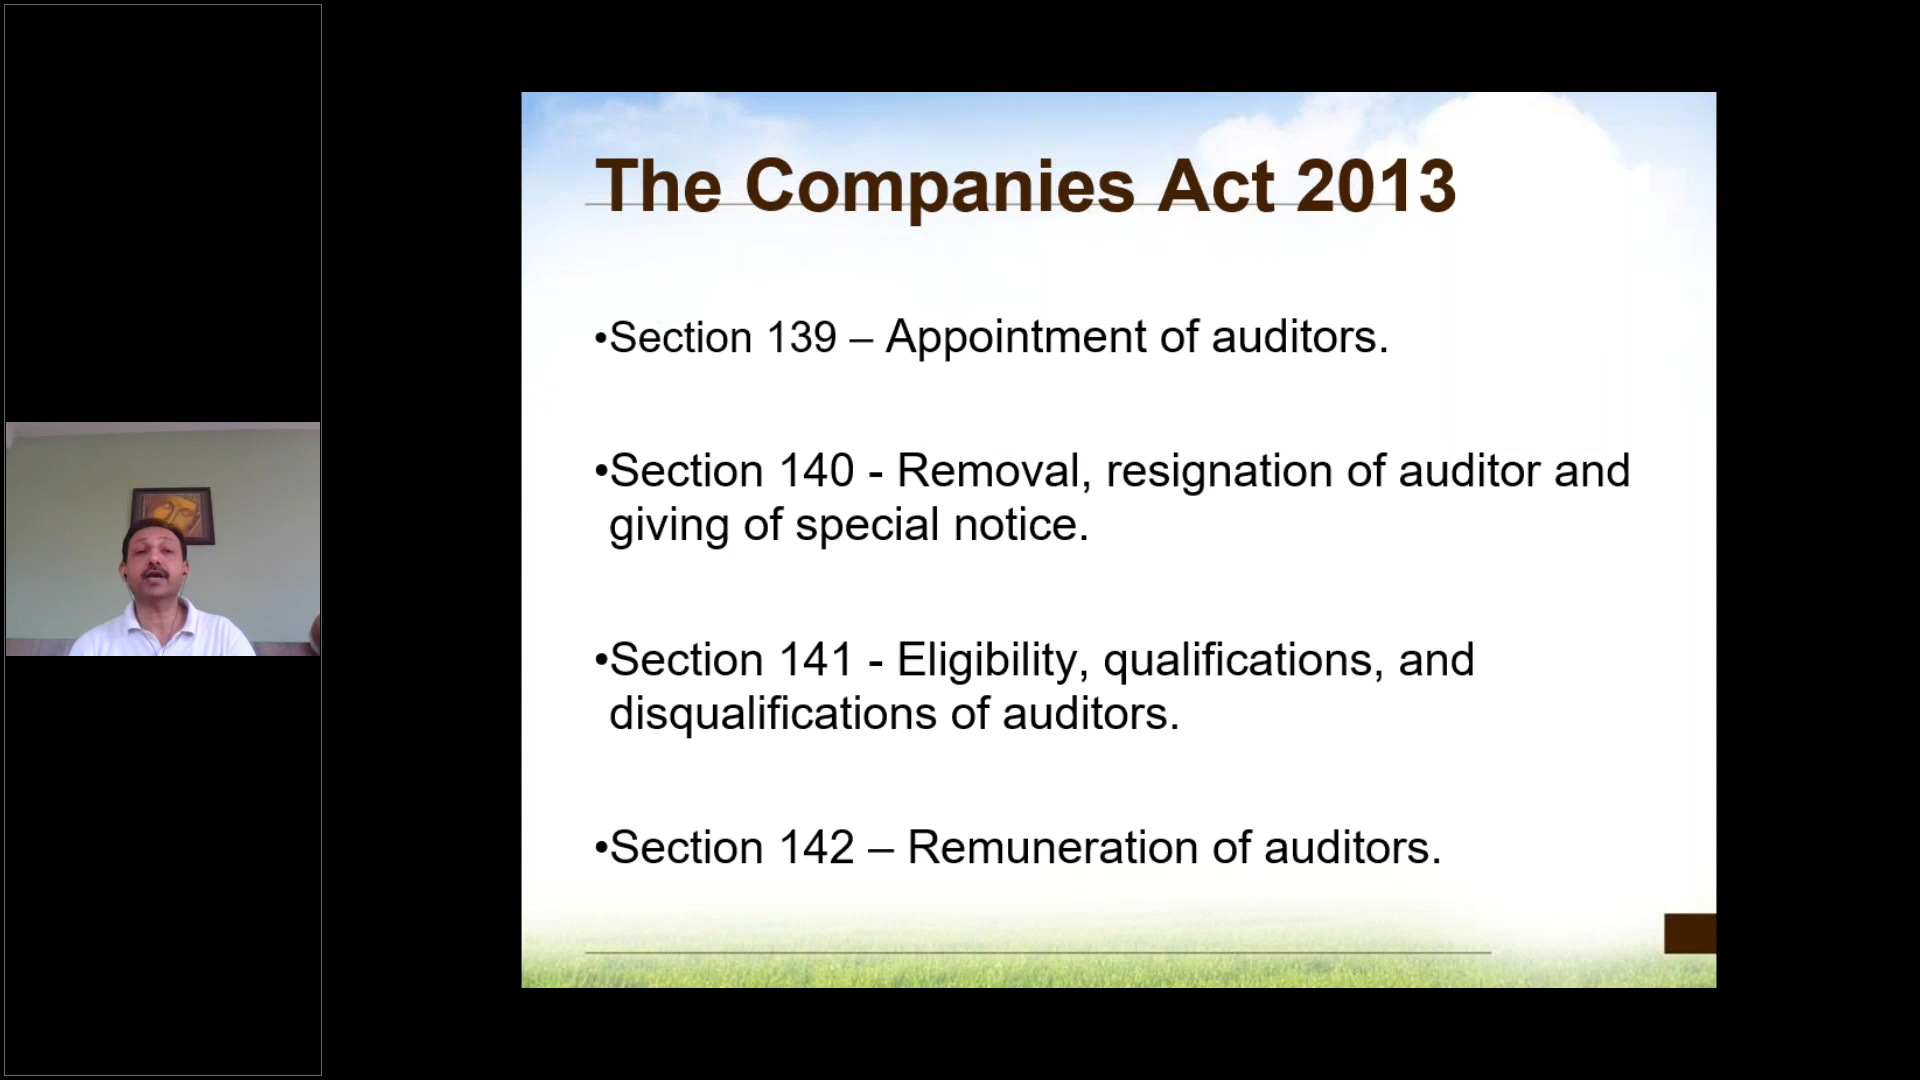 The Companies Act 2013
•Section 139 – Appointment of auditors.
•Section 140 - Removal, resignation of auditor and
giving of special notice.
•Section 141 - Eligibility, qualifications, and
disqualifications of auditors.
•Section 142 – Remuneration of auditors.